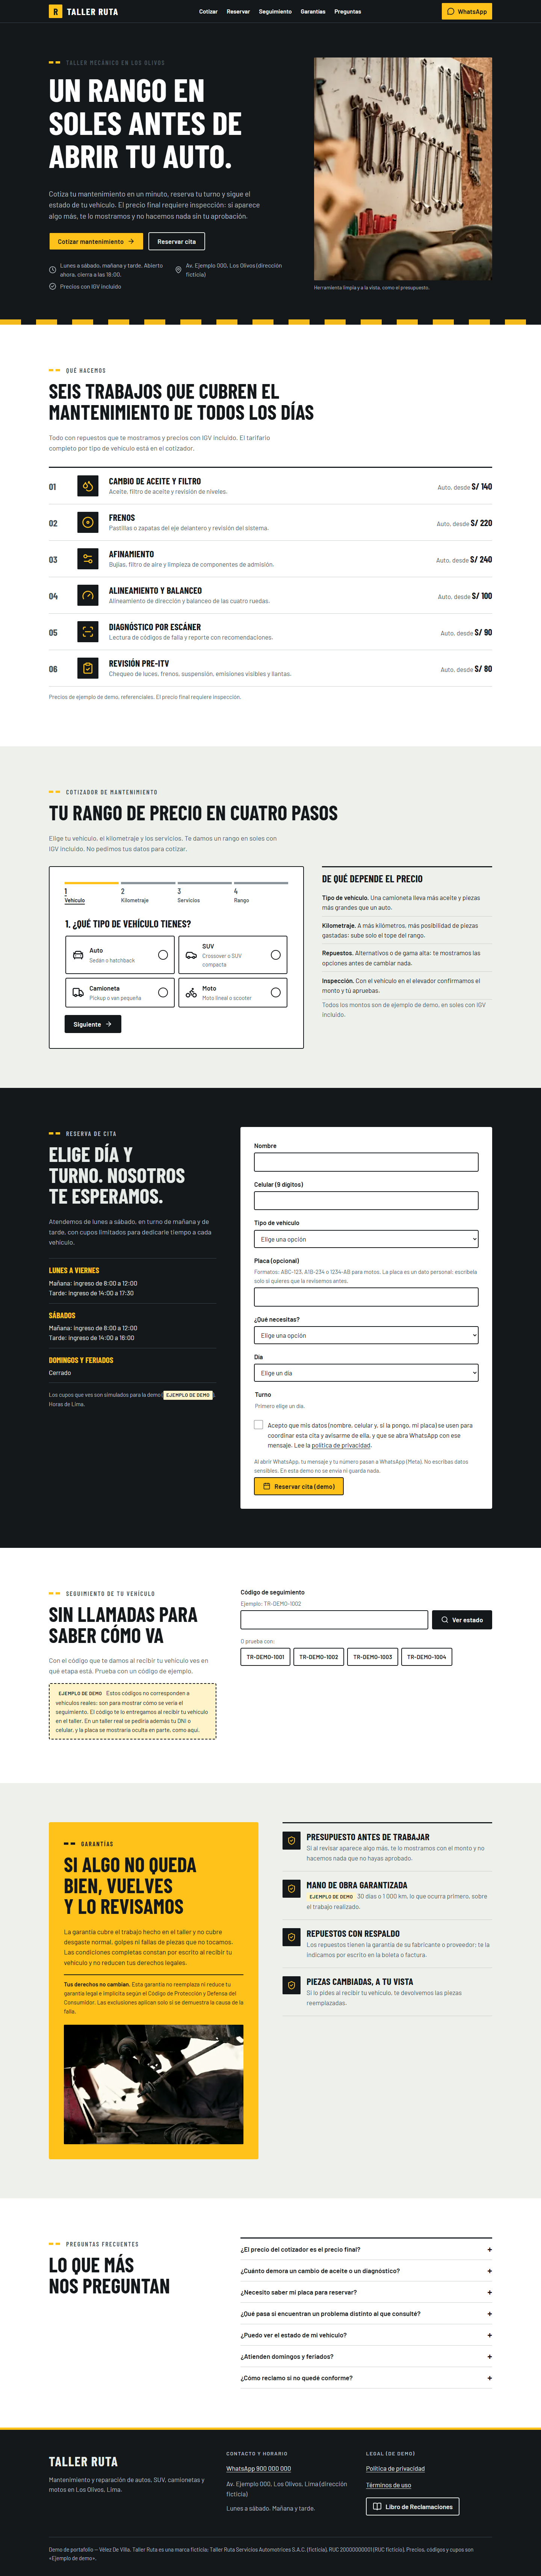 R TALLER RUTA
Cotizar Reservar Seguimiento Garantías Preguntas
WhatsApp
TALLER MECÁNICO EN LOS OLIVOS
UN RANGO EN
SOLES ANTES DE
ABRIR TU AUTO.
Cotiza tu mantenimiento en un minuto, reserva tu turno y sigue el
estado de tu vehículo. El precio final requiere inspección: si aparece
algo más, te lo mostramos y no hacemos nada sin tu aprobación.
Cotizar mantenimiento
Reservar cita
Lunes a sábado, mañana y tarde. Abierto
ahora, cierra a las 16:00.
Av. Ejemplo 000, Los Olivos (dirección
ficticia)
Precios con IGV incluido
Herramienta limpia y a la vista, como el presupuesto.
QUÉ HACEMOS
SEIS TRABAJOS QUE CUBREN EL
MANTENIMIENTO DE TODOS LOS DÍAS
Todo con repuestos que te mostramos y precios con IGV incluido. El tarifario
completo por tipo de vehículo está en el cotizador.
01
CAMBIO DE ACEITE Y FILTRO
Aceite, filtro de aceite y revisión de niveles.
Auto, desde S/ 140
02
FRENOS
Pastillas o zapatas del eje delantero y revisión del sistema.
Auto, desde S/ 220
03
AFINAMIENTO
Bujías, filtro de aire y limpieza de componentes de admisión.
Auto, desde S/ 240
04
ALINEAMIENTO Y BALANCEO
Alineamiento de dirección y balanceo de las cuatro ruedas.
Auto, desde S/ 100
05
DIAGNÓSTICO POR ESCÁNER
Lectura de códigos de falla y reporte con recomendaciones.
Auto, desde S/ 90
06
REVISIÓN PRE-ITV
Chequeo de luces, frenos, suspensión, emisiones visibles y llantas.
Auto, desde S/ 80
Precios de ejemplo de demo, referenciales. El precio final requiere inspección.
COTIZADOR DE MANTENIMIENTO
TU RANGO DE PRECIO EN CUATRO PASOS
Elige tu vehículo, el kilometraje y los servicios. Te damos un rango en soles con
IGV incluido. No pedimos tus datos para cotizar.
1
Vehículo
2
Kilometraje
3
Servicios
4
Rango
1. ¿QUÉ TIPO DE VEHÍCULO TIENES?
Auto
Sedán o hatchback
SUV
Crossover o SUV
compacta
Camioneta
Pickup o van pequeña
Moto
Moto lineal o scooter
Siguiente
DE QUÉ DEPENDE EL PRECIO
Tipo de vehículo. Una camioneta lleva más aceite y piezas
más grandes que un auto.
Kilometraje. A más kilómetros, más posibilidad de piezas
gastadas: sube solo el tope del rango.
Repuestos. Alternativos o de gama alta: te mostramos las
opciones antes de cambiar nada.
Inspección. Con el vehículo en el elevador confirmamos el
monto y tú apruebas.
Todos los montos son de ejemplo de demo, en soles con IGV
incluido.
RESERVA DE CITA
ELIGE DÍA Y
TURNO. NOSOTROS
TE ESPERAMOS.
Atendemos de lunes a sábado, en turno de mañana y de
tarde, con cupos limitados para dedicarle tiempo a cada
vehículo.
LUNES A VIERNES
Mañana: ingreso de 8:00 a 12:00
Tarde: ingreso de 14:00 a 17:30
SÁBADOS
Mañana: ingreso de 8:00 a 12:00
Tarde: ingreso de 14:00 a 16:00
DOMINGOS Y FERIADOS
Cerrado
Los cupos que ves son simulados para la demo EJEMPLO DE DEMO.
Horas de Lima.
Nombre
Celular (9 dígitos)
Tipo de vehículo
Elige una opción
Placa (opcional)
Formatos: ABC-123, A1B-234 o 1234-AB para motos. La placa es un dato personal: escríbela
solo si quieres que la revisemos antes.
¿Qué necesitas?
Elige una opción
Día
Elige un día
Turno
Primero elige un día.
Acepto que mis datos (nombre, celular y, si la pongo, mi placa) se usen para
coordinar esta cita y avisarme de ella, y que se abra WhatsApp con ese
mensaje. Lee la política de privacidad.
Al abrir WhatsApp, tu mensaje y tu número pasan a WhatsApp (Meta). No escribas datos
sensibles. En esta demo no se envía ni guarda nada.
Reservar cita (demo)
SEGUIMIENTO DE TU VEHÍCULO
SIN LLAMADAS PARA
SABER CÓMO VA
Con el código que te damos al recibir tu vehículo ves en
qué etapa está. Prueba con un código de ejemplo.
EJEMPLO DE DEMO Estos códigos no corresponden a
vehículos reales: son para mostrar cómo se vería el
seguimiento. El código te lo entregamos al recibir tu vehículo
en el taller. En un taller real se pediría además tu DNI o
celular, y la placa se mostraría oculta en parte, como aquí.
Código de seguimiento
Ejemplo: TR-DEMO-1002
Ver estado
O prueba con:
TR-DEMO-1001 TR-DEMO-1002 TR-DEMO-1003 TR-DEMO-1004
GARANTÍAS
SI ALGO NO QUEDA
BIEN, VUELVES
Y LO REVISAMOS
La garantía cubre el trabajo hecho en el taller y no cubre
desgaste normal, golpes ni fallas de piezas que no tocamos.
Las condiciones completas constan por escrito al recibir tu
vehículo y no reducen tus derechos legales.
Tus derechos no cambian. Esta garantía no reemplaza ni reduce tu
garantía legal e implícita según el Código de Protección y Defensa del
Consumidor. Las exclusiones aplican solo si se demuestra la causa de la
falla.
PRESUPUESTO ANTES DE TRABAJAR
Si al revisar aparece algo más, te lo mostramos con el monto y no
hacemos nada que no hayas aprobado.
MANO DE OBRA GARANTIZADA
EJEMPLO DE DEMO 30 días o 1 000 km, lo que ocurra primero, sobre
el trabajo realizado.
REPUESTOS CON RESPALDO
Los repuestos tienen la garantía de su fabricante o proveedor: te la
indicamos por escrito en la boleta o factura.
PIEZAS CAMBIADAS, A TU VISTA
Si lo pides al recibir tu vehículo, te devolvemos las piezas
reemplazadas.
PREGUNTAS FRECUENTES
LO QUE MÁS
NOS PREGUNTAN
¿El precio del cotizador es el precio final? +
¿Cuánto demora un cambio de aceite o un diagnóstico? +
¿Necesito saber mi placa para reservar? +
¿Qué pasa si encuentran un problema distinto al que consulté? +
¿Puedo ver el estado de mi vehículo? +
¿Atienden domingos y feriados? +
¿Cómo reclamo si no quedé conforme? +
TALLER RUTA
Mantenimiento y reparación de autos, SUV, camionetas y
motos en Los Olivos, Lima.
CONTACTO Y HORARIO
WhatsApp 900 000 000
Av. Ejemplo 000, Los Olivos, Lima (dirección
ficticia)
Lunes a sábado. Mañana y tarde.
LEGAL (DE DEMO)
Política de privacidad
Términos de uso
Libro de Reclamaciones
Demo de portafolio — Vélez De Villa. Taller Ruta es una marca ficticia: Taller Ruta Servicios Automotrices S.A.C. (ficticia), RUC 20000000001 (RUC ficticio). Precios, códigos y cupos son
«Ejemplo de demo».